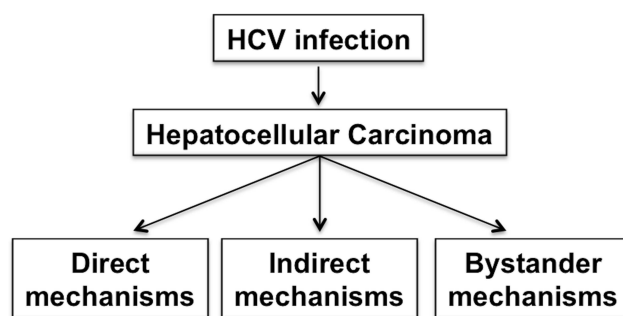 HCV infection
Hepatocellular Carcinoma
Direct
mechanisms
Indirect
mechanisms
Bystander
mechanisms